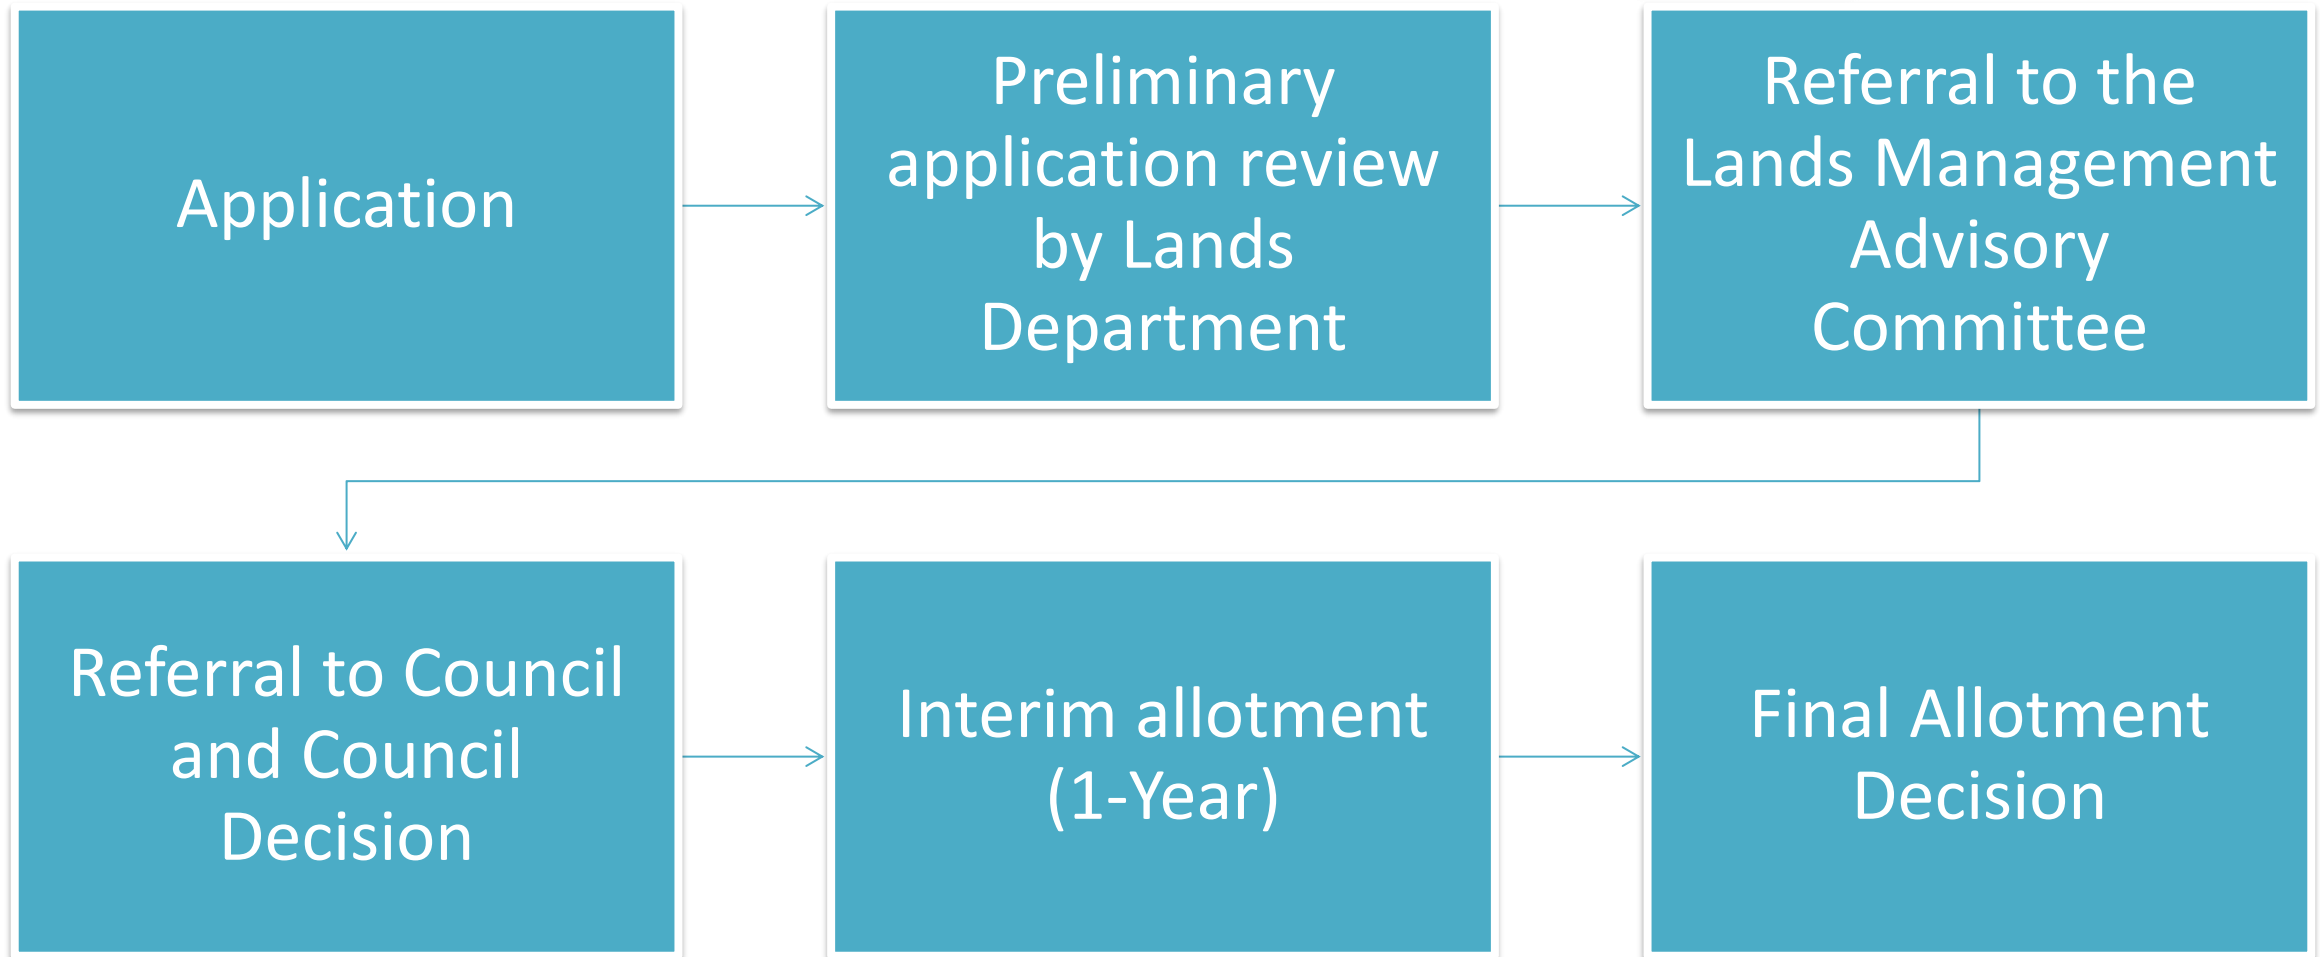 Application
Preliminary
application review
by Lands
Department
Referral to the
Lands Management
Advisory
Committee
Referral to Council
and Council
Decision
Interim allotment
(1-Year)
Final Allotment
Decision